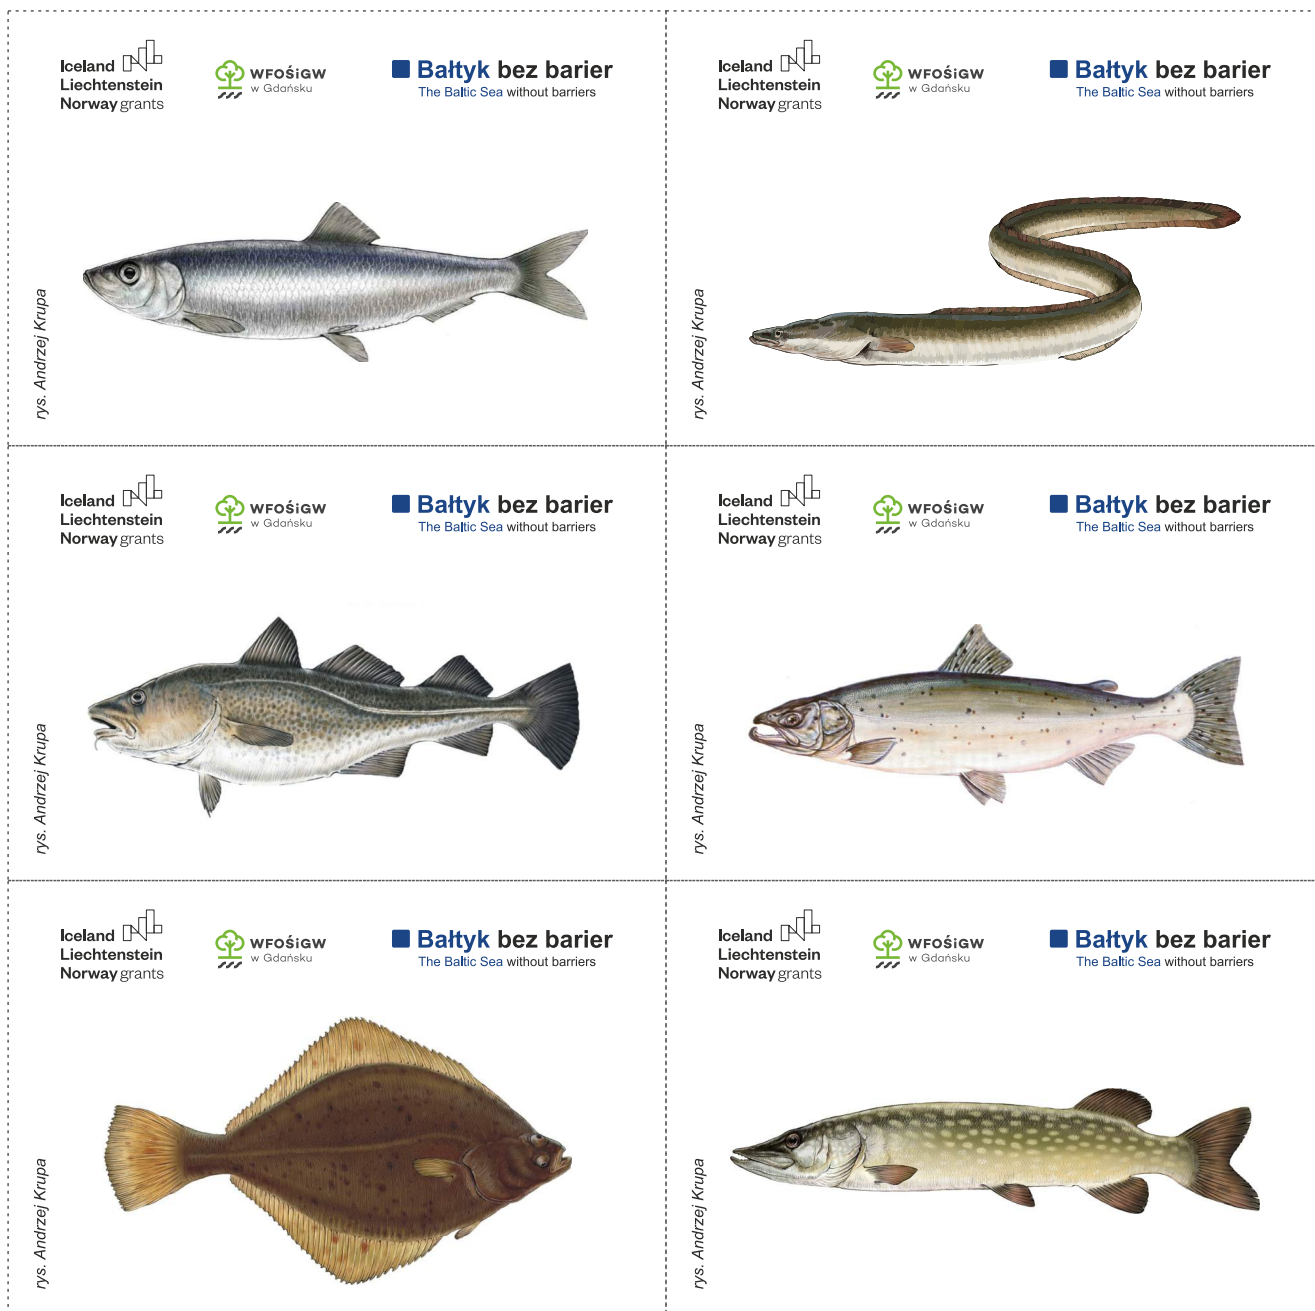 Iceland
Liechtenstein
Norway grants
WFOŚiGW
w Gdańsku
Bałtyk bez barier
The Baltic Sea without barriers
rys. Andrzej Krupa
Iceland
Liechtenstein
Norway grants
WFOŚiGW
w Gdańsku
Bałtyk bez barier
The Baltic Sea without barriers
rys. Andrzej Krupa
Iceland
Liechtenstein
Norway grants
WFOŚiGW
w Gdańsku
Bałtyk bez barier
The Baltic Sea without barriers
rys. Andrzej Krupa
Iceland
Liechtenstein
Norway grants
WFOŚiGW
w Gdańsku
Bałtyk bez barier
The Baltic Sea without barriers
rys. Andrzej Krupa
Iceland
Liechtenstein
Norway grants
WFOŚiGW
w Gdańsku
Bałtyk bez barier
The Baltic Sea without barriers
rys. Andrzej Krupa
Iceland
Liechtenstein
Norway grants
WFOŚiGW
w Gdańsku
Bałtyk bez barier
The Baltic Sea without barriers
rys. Andrzej Krupa